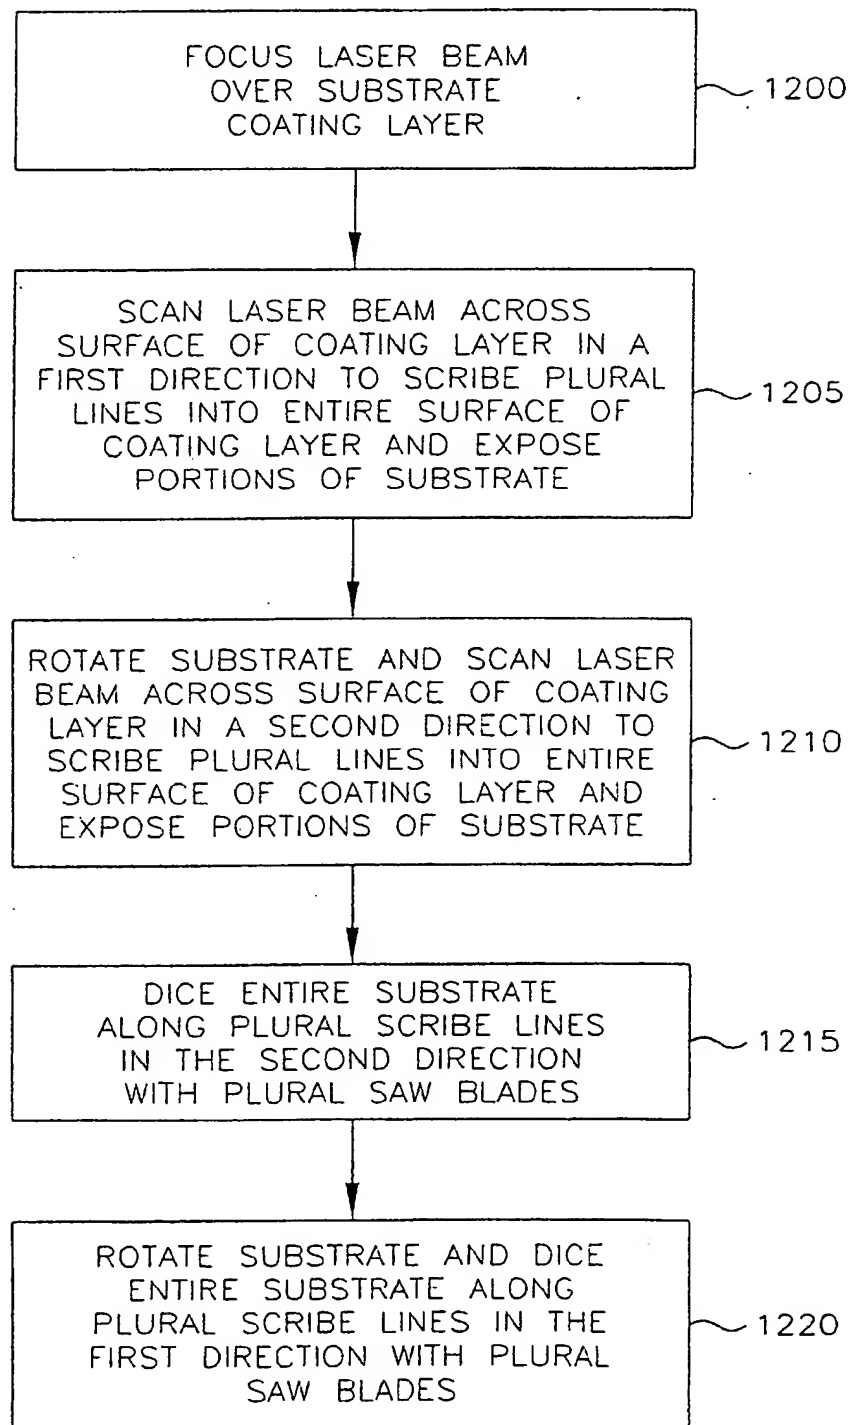 FOCUS LASER BEAM
OVER SUBSTRATE
COATING LAYER
1200
SCAN LASER BEAM ACROSS
SURFACE OF COATING LAYER IN A
FIRST DIRECTION TO SCRIBE PLURAL
LINES INTO ENTIRE SURFACE OF
COATING LAYER AND EXPOSE
PORTIONS OF SUBSTRATE
1205
ROTATE SUBSTRATE AND SCAN LASER
BEAM ACROSS SURFACE OF COATING
LAYER IN A SECOND DIRECTION TO
SCRIBE PLURAL LINES INTO ENTIRE
SURFACE OF COATING LAYER AND
EXPOSE PORTIONS OF SUBSTRATE
1210
DICE ENTIRE SUBSTRATE
ALONG PLURAL SCRIBE LINES
IN THE SECOND DIRECTION
WITH PLURAL SAW BLADES
1215
ROTATE SUBSTRATE AND DICE
ENTIRE SUBSTRATE ALONG
PLURAL SCRIBE LINES IN THE
FIRST DIRECTION WITH PLURAL
SAW BLADES
1220